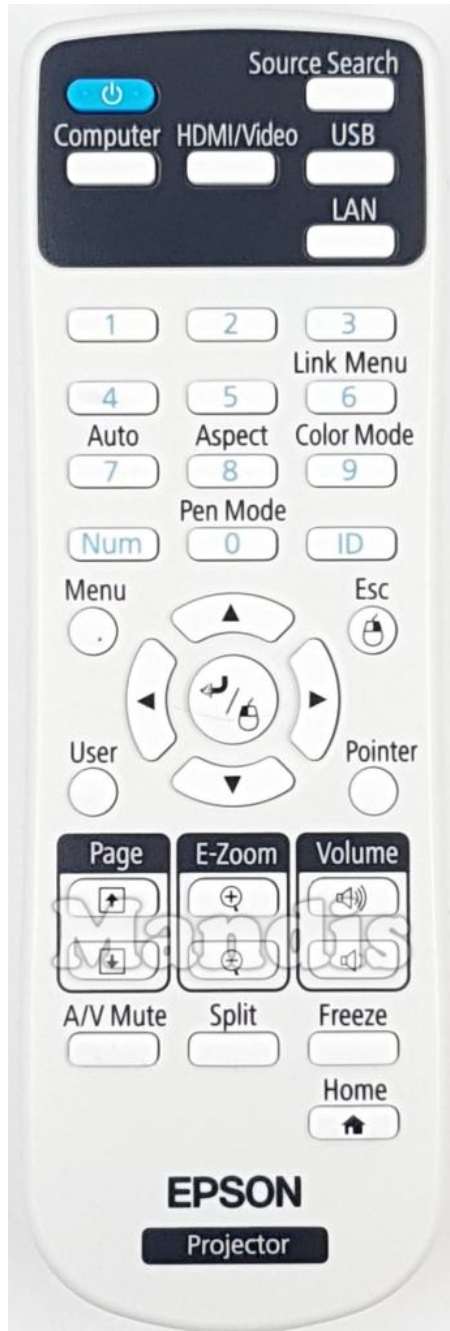 Source Search
Computer HDMI/Video USB
LAN
1 2 3
Link Menu
4 5 6
Auto Aspect Color Mode
7 8 9
Pen Mode
Num 0 ID
Menu Esc
User Pointer
Page E-Zoom Volume
Mandis
A/V Mute Split Freeze
Home
EPSON
Projector